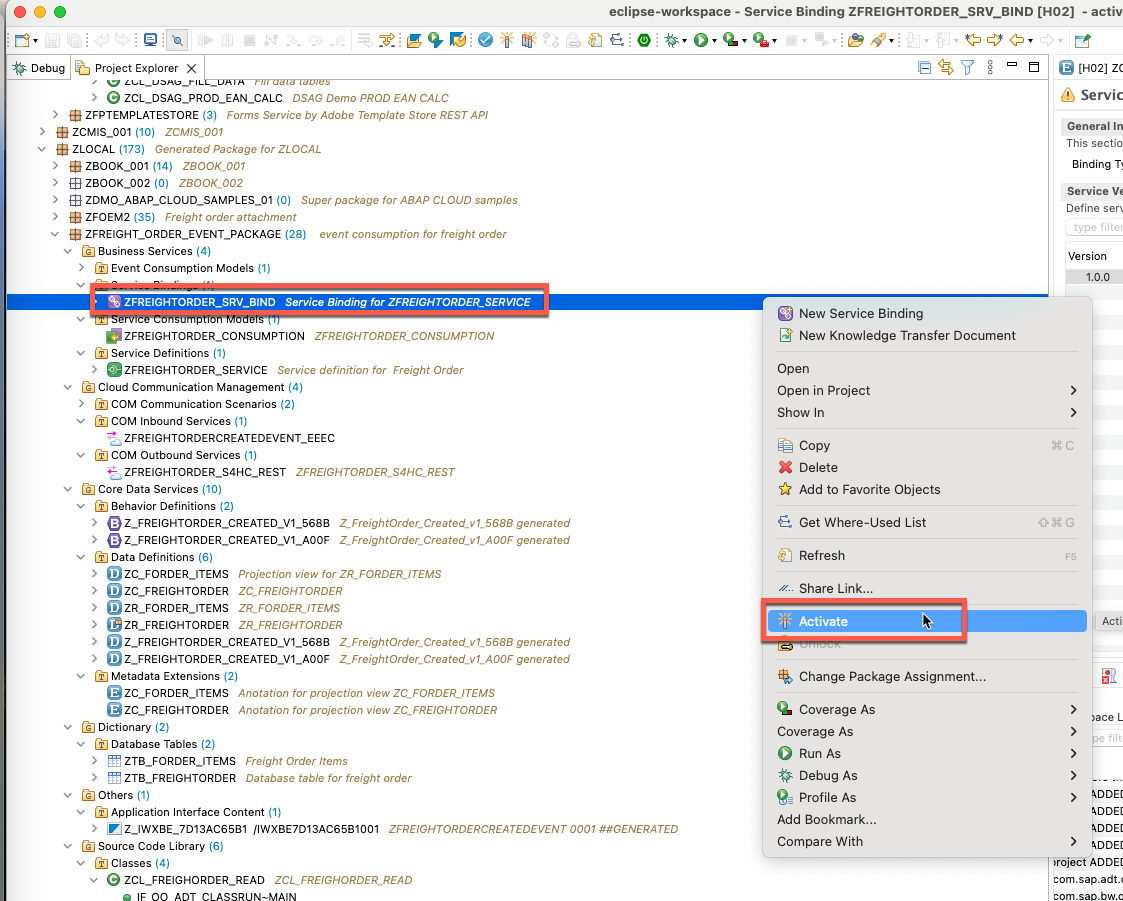 eclipse-workspace - Service Binding ZFREIGHTORDER_SRV_BIND [H02] - activ
Debug
Project Explorer
[H02] ZC
ZCL_DSAG_FILL_DATA Fill data tables
ZCL_DSAG_PROD_EAN_CALC DSAG Demo PROD EAN CALC
ZFPTEMPLATESTORE (3) Forms Service by Adobe Template Store REST API
ZCMIS_001 (10) ZCMIS_001
ZLOCAL (173) Generated Package for ZLOCAL
ZBOOK_001 (14) ZBOOK_001
ZBOOK_002 (0) ZBOOK_002
ZDMO_ABAP_CLOUD_SAMPLES_01 (0) Super package for ABAP CLOUD samples
ZFOEM2 (35) Freight order attachment
ZFREIGHT_ORDER_EVENT_PACKAGE (28) event consumption for freight order
Business Services (4)
Event Consumption Models (1)
Service Bindings (1)
ZFREIGHTORDER_SRV_BIND Service Binding for ZFREIGHTORDER_SERVICE
Service Consumption Models (1)
ZFREIGHTORDER_CONSUMPTION ZFREIGHTORDER_CONSUMPTION
Service Definitions (1)
ZFREIGHTORDER_SERVICE Service definition for Freight Order
Cloud Communication Management (4)
COM Communication Scenarios (2)
COM Inbound Services (1)
ZFREIGHTORDERCREATEDEVENT_EEEC
COM Outbound Services (1)
ZFREIGHTORDER_S4HC_REST ZFREIGHTORDER_S4HC_REST
Core Data Services (10)
Behavior Definitions (2)
Z_FREIGHTORDER_CREATED_V1_568B Z_FreightOrder_Created_v1_568B generated
Z_FREIGHTORDER_CREATED_V1_A00F Z_FreightOrder_Created_v1_A00F generated
Data Definitions (6)
ZC_FORDER_ITEMS Projection view for ZR_FORDER_ITEMS
ZC_FREIGHTORDER ZC_FREIGHTORDER
ZR_FORDER_ITEMS ZR_FORDER_ITEMS
ZR_FREIGHTORDER ZR_FREIGHTORDER
Z_FREIGHTORDER_CREATED_V1_568B Z_FreightOrder_Created_v1_568B generated
Z_FREIGHTORDER_CREATED_V1_A00F Z_FreightOrder_Created_v1_A00F generated
Metadata Extensions (2)
ZC_FORDER_ITEMS Anotation for projection view ZC_FORDER_ITEMS
ZC_FREIGHTORDER Anotation for projection view ZC_FREIGHTORDER
Dictionary (2)
Database Tables (2)
ZTB_FORDER_ITEMS Freight Order Items
ZTB_FREIGHTORDER Database table for freight order
Others (1)
Application Interface Content (1)
Z_IWXBE_7D13AC65B1 /IWXBE7D13AC65B1001 ZFREIGHTORDERCREATEDEVENT 0001 ##GENERATED
Source Code Library (6)
Classes (4)
ZCL_FREIGHORDER_READ ZCL_FREIGHORDER_READ
IF_OO_ADT_CLASSRUN~MAIN
New Service Binding
New Knowledge Transfer Document
Open
Open in Project
Show In
Copy ⌘ C
Delete
Add to Favorite Objects
Get Where-Used List ⇧ ⌘ G
Refresh F5
Share Link...
Activate
Unlock
Change Package Assignment...
Coverage As
Coverage As
Run As
Debug As
Profile As
Add Bookmark...
Compare With
Servic
General In
This sectio
Binding Ty
Service Ve
Define serv
type filter
Version
1.0.0
Acti
pace L
pe filt
ADDED
ADDED
ADDED
ADDED
project ADDED
com.sap.adt.c
com.sap.bw.q